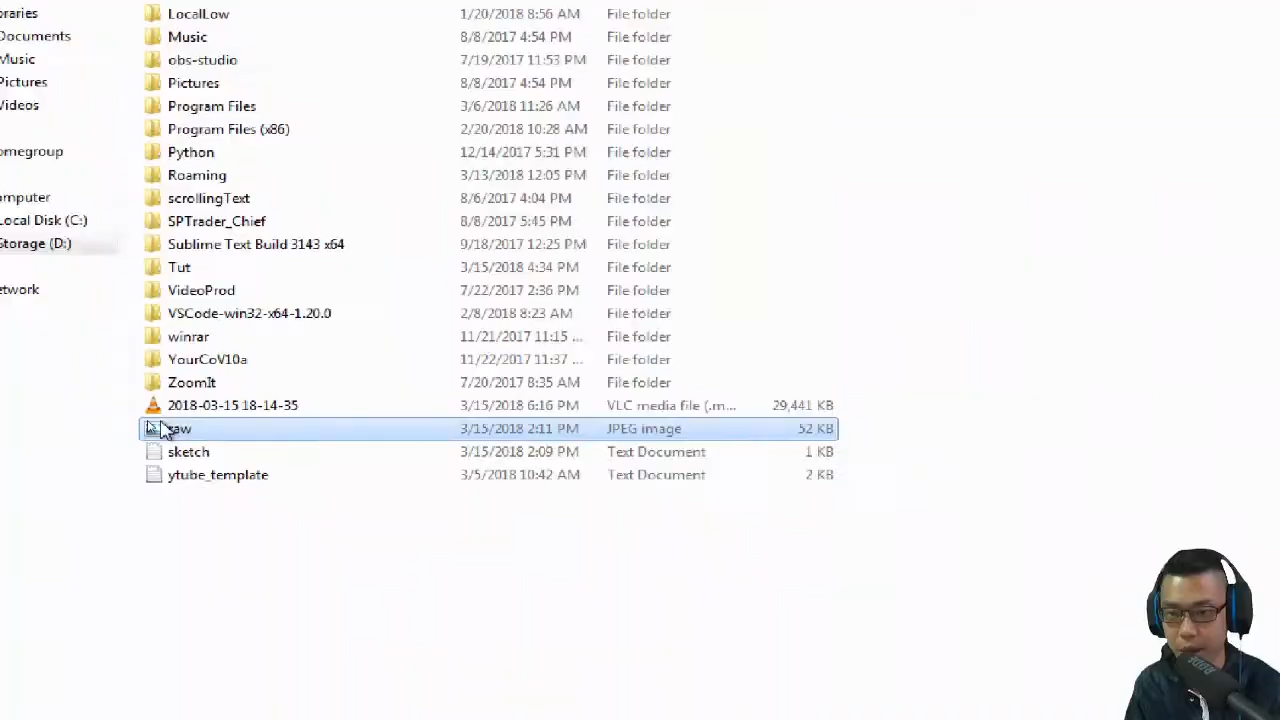 braries
Documents
Music
Pictures
Videos
omegroup
omputer
Local Disk (C:)
Storage (D:)
etwork
LocalLow 1/20/2018 8:56 AM File folder
Music 8/8/2017 4:54 PM File folder
obs-studio 7/19/2017 11:53 PM File folder
Pictures 8/8/2017 4:54 PM File folder
Program Files 3/6/2018 11:26 AM File folder
Program Files (x86) 2/20/2018 10:28 AM File folder
Python 12/14/2017 5:31 PM File folder
Roaming 3/13/2018 12:05 PM File folder
scrollingText 8/6/2017 4:04 PM File folder
SPTrader_Chief 8/8/2017 5:45 PM File folder
Sublime Text Build 3143 x64 9/18/2017 12:25 PM File folder
Tut 3/15/2018 4:34 PM File folder
VideoProd 7/22/2017 2:36 PM File folder
VSCode-win32-x64-1.20.0 2/8/2018 8:23 AM File folder
winrar 11/21/2017 11:15 ... File folder
YourCoV10a 11/22/2017 11:37 ... File folder
ZoomIt 7/20/2017 8:35 AM File folder
2018-03-15 18-14-35 3/15/2018 6:16 PM VLC media file (.m... 29,441 KB
raw 3/15/2018 2:11 PM JPEG image 52 KB
sketch 3/15/2018 2:09 PM Text Document 1 KB
ytube_template 3/5/2018 10:42 AM Text Document 2 KB
RODE